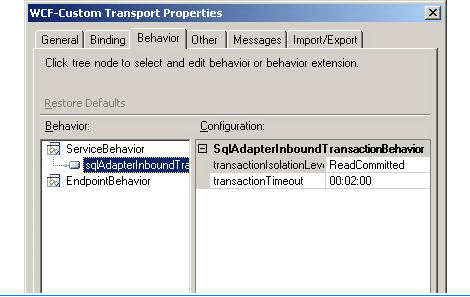 WCF-Custom Transport Properties
General Binding Behavior Other Messages Import/Export
Click tree node to select and edit behavior or behavior extension.
Restore Defaults
Behavior: Configuration:
ServiceBehavior SqlAdapterInboundTransactionBehavior
sqlAdapterInboundTra transactionIsolationLeve ReadCommitted
EndpointBehavior transactionTimeout 00:02:00